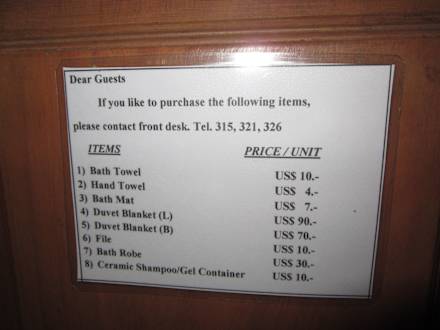 Dear Guests
If you like to purchase the following items,
please contact front desk. Tel. 315, 321, 326
ITEMS PRICE / UNIT
1) Bath Towel US$ 10.-
2) Hand Towel US$ 4.-
3) Bath Mat US$ 7.-
4) Duvet Blanket (L) US$ 90.-
5) Duvet Blanket (B) US$ 70.-
6) File US$ 10.-
7) Bath Robe US$ 30.-
8) Ceramic Shampoo/Gel Container US$ 10.-